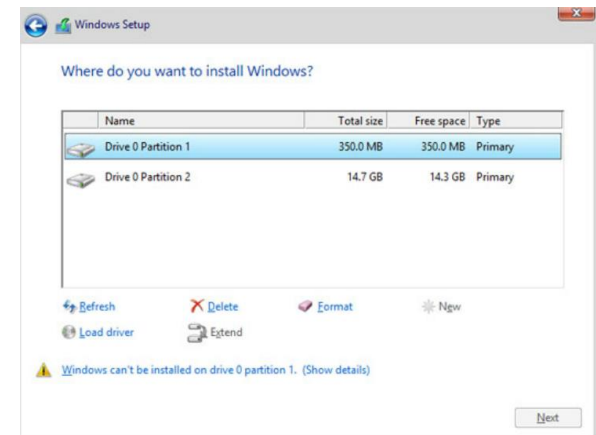 Windows Setup
Where do you want to install Windows?
Name Total size Free space Type
Drive 0 Partition 1 350.0 MB 350.0 MB Primary
Drive 0 Partition 2 14.7 GB 14.3 GB Primary
Refresh Delete Format New
Load driver Extend
Windows can't be installed on drive 0 partition 1. (Show details)
Next